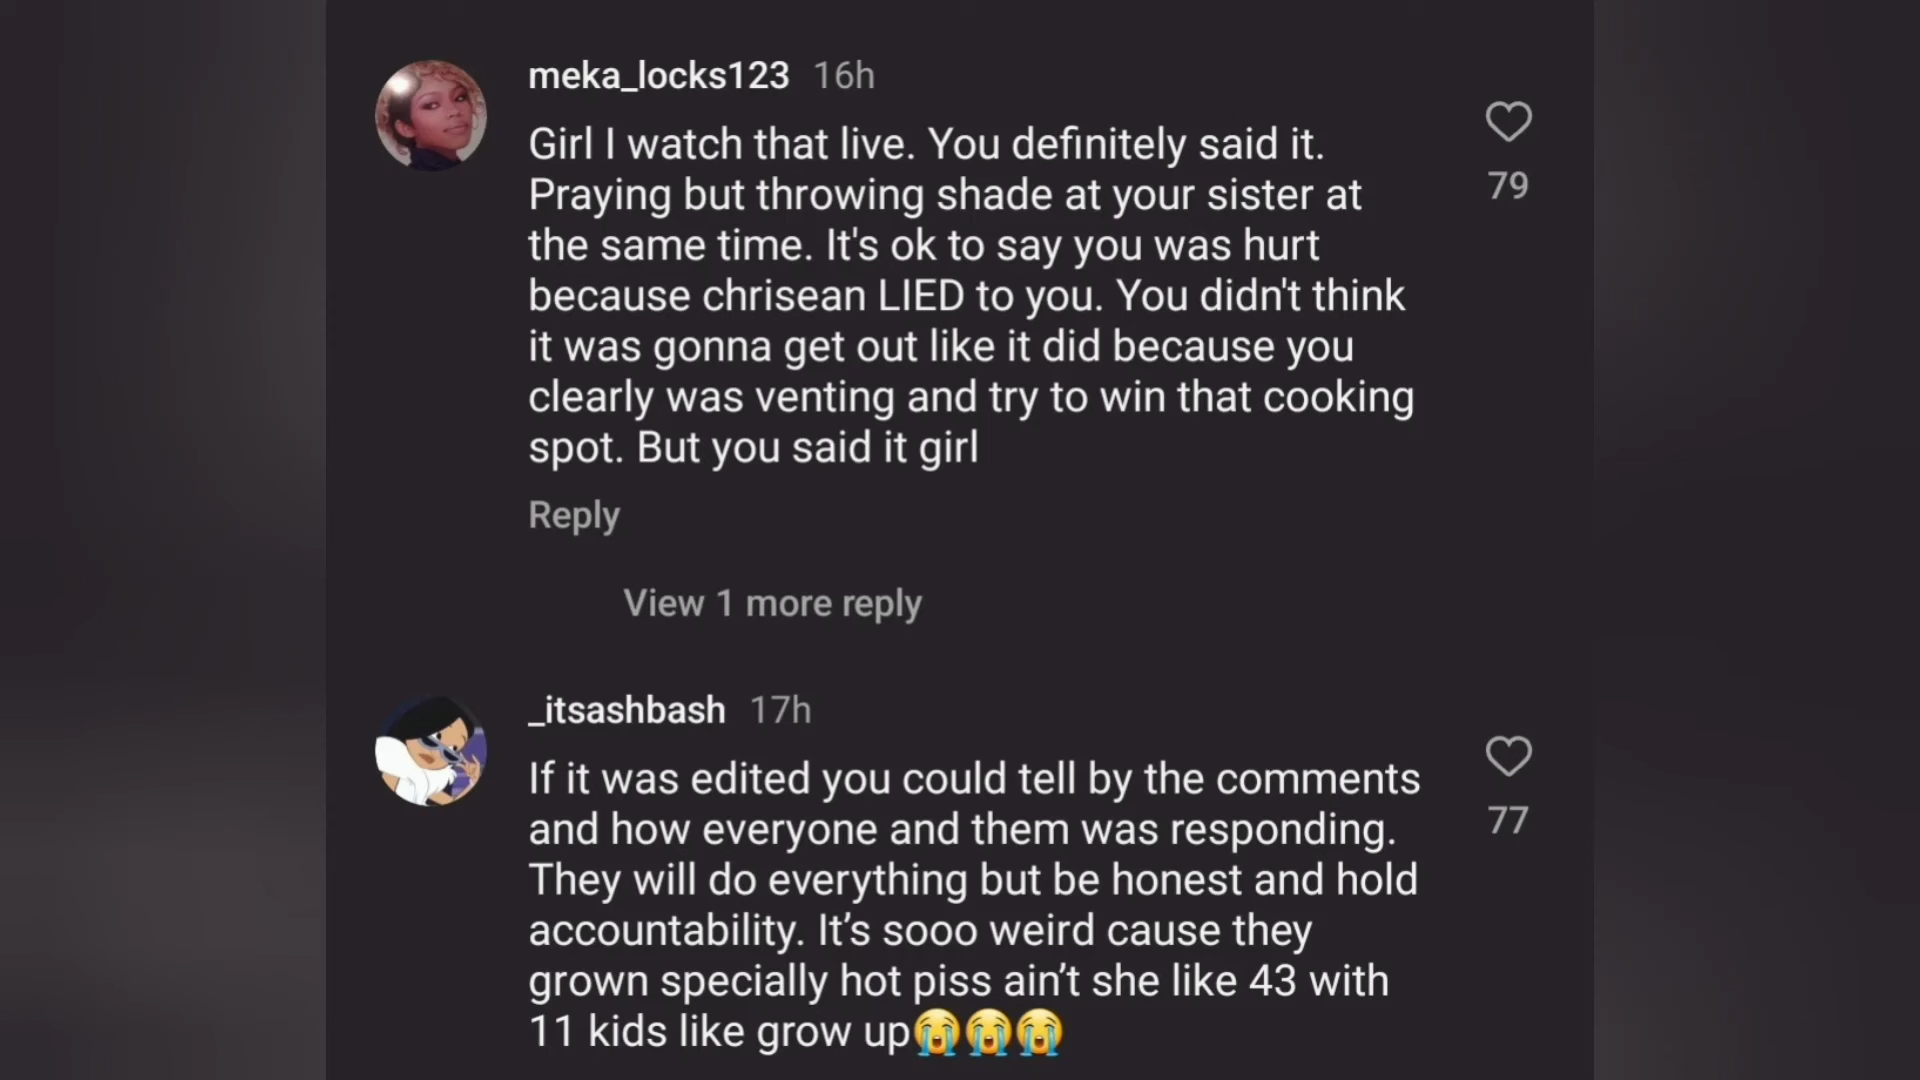 meka_locks123 16h
Girl I watch that live. You definitely said it.
Praying but throwing shade at your sister at
the same time. It's ok to say you was hurt
because chrisean LIED to you. You didn't think
it was gonna get out like it did because you
clearly was venting and try to win that cooking
spot. But you said it girl
79
Reply
View 1 more reply
_itsashbash 17h
If it was edited you could tell by the comments
and how everyone and them was responding.
They will do everything but be honest and hold
accountability. It’s sooo weird cause they
grown specially hot piss ain’t she like 43 with
11 kids like grow up😭😭😭
77